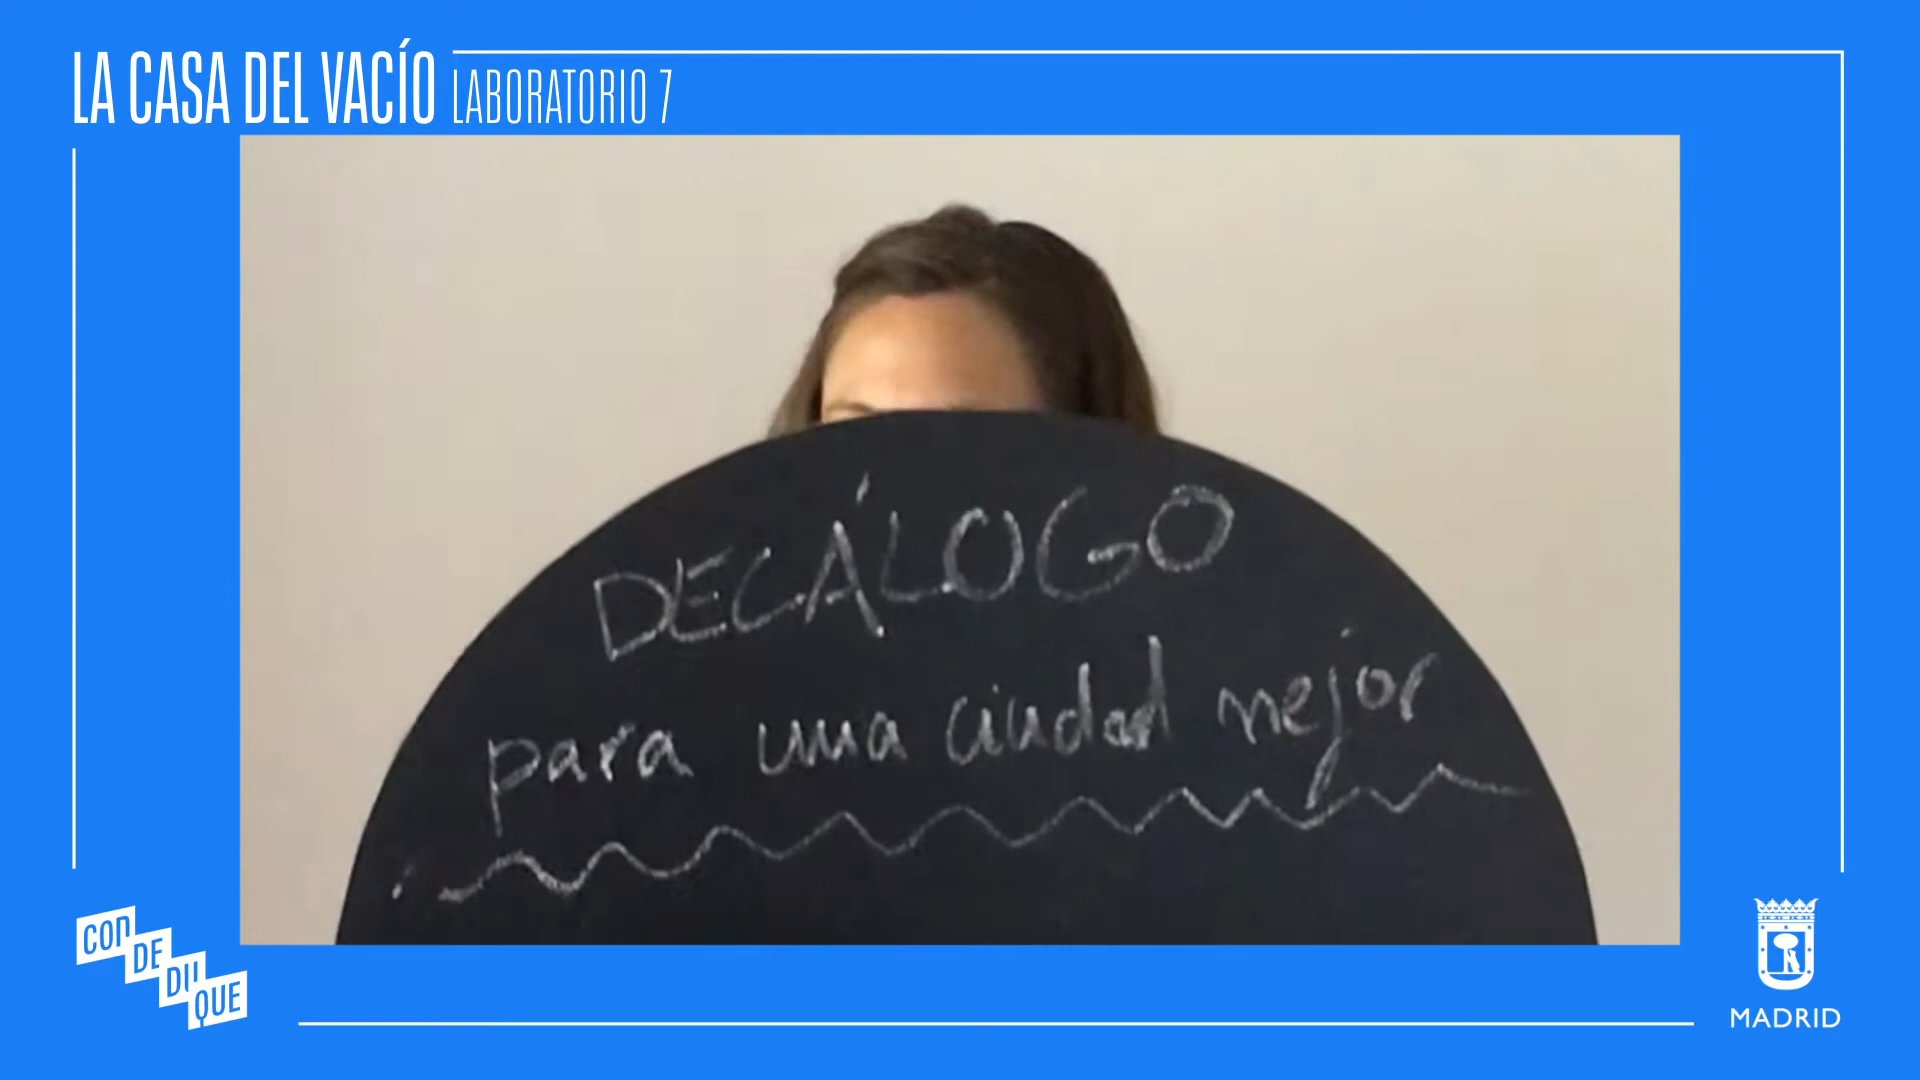 LA CASA DEL VACÍO LABORATORIO 7
DECÁLOGO
para una ciudad mejor
CON
DE
DU
QUE
MADRID